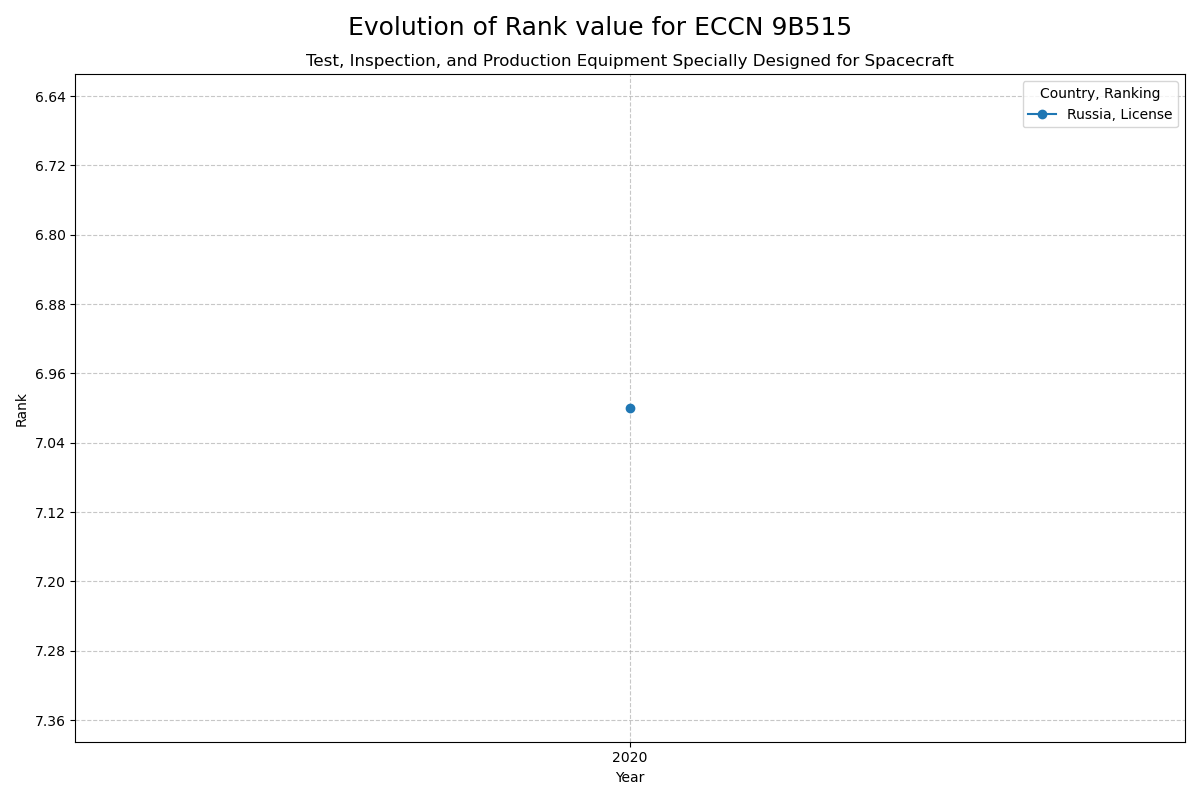 Evolution of Rank value for ECCN 9B515
Test, Inspection, and Production Equipment Specially Designed for Spacecraft
Country, Ranking
Russia, License
6.64
6.72
6.80
6.88
6.96
7.04
7.12
7.20
7.28
7.36
Rank
2020
Year